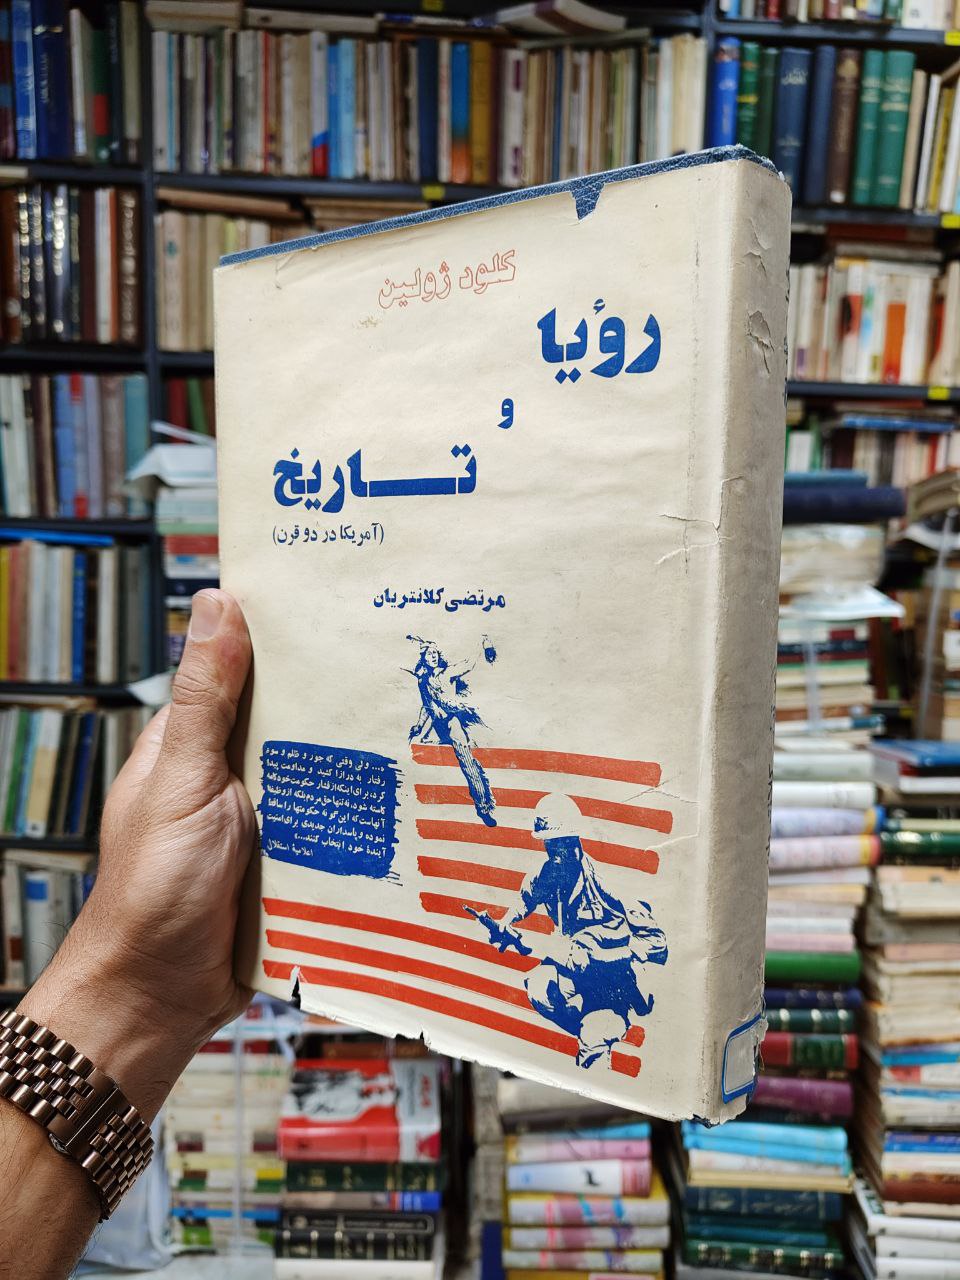 کلود ژولین
رؤیا
و
تاریخ
(آمریکا در دو قرن)
مرتضی کلانتریان
«... ولی وقتی که جور و ظلم و سوء
رفتار به درازا کشید و مداومت پیدا
کرد، برای اینکه از فشار حکومت خودکامه
کاسته شود، نه تنها حق مردم بلکه از وظیفهٔ
آنهاست که این گونه حکومتها را ساقط
نموده و پاسداران جدیدی برای امنیت
آیندهٔ خود انتخاب کنند...»
اعلامیهٔ استقلال